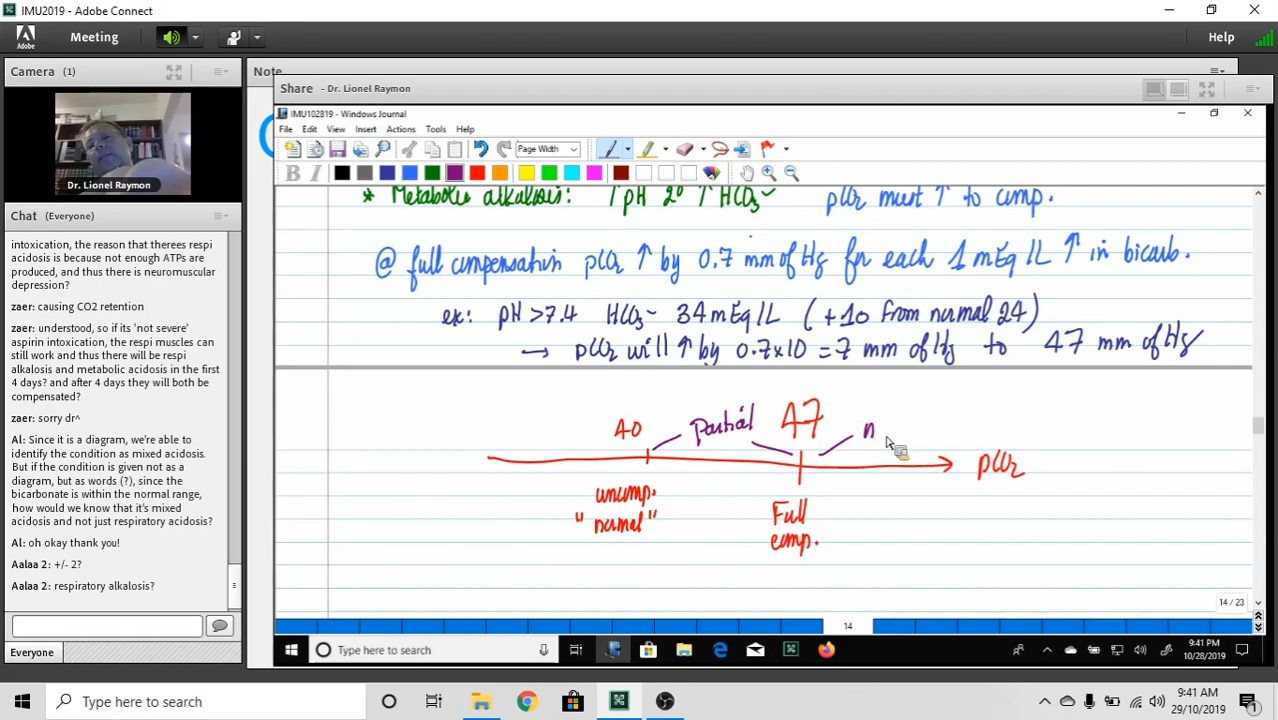 IMU2019 - Adobe Connect
Adobe
Meeting
Help
Camera (1)
Dr. Lionel Raymon
Chat (Everyone)
intoxication, the reason that therees respi
acidosis is because not enough ATPs are
produced, and thus there is neuromuscular
depression?
zaer: causing CO2 retention
zaer: understood, so if its 'not severe'
aspirin intoxication, the respi muscles can
still work and thus there will be respi
alkalosis and metabolic acidosis in the first
4 days? and after 4 days they will both be
compensated?
zaer: sorry dr^
Al: Since it is a diagram, we're able to
identify the condition as mixed acidosis.
But if the condition is given not as a
diagram, but as words (?), since the
bicarbonate is within the normal range,
how would we know that it's mixed
acidosis and not just respiratory acidosis?
Al: oh okay thank you!
Aalaa 2: +/- 2?
Aalaa 2: respiratory alkalosis?
Everyone
Note
Share - Dr. Lionel Raymon
IMU102819 - Windows Journal
File Edit View Insert Actions Tools Help
Page Width
B I
* Metabolic alkalosis: ↑pH 2° ↑HCO3- pCO2 must ↑ to comp.
@ full compensation pCO2 ↑ by 0.7 mm of Hg for each 1 mEq/L ↑ in bicarb.
ex: pH >7.4 HCO3- 34 mEq/L (+10 from normal 24)
→ pCO2 will ↑ by 0.7x10 = 7 mm of Hg to 47 mm of Hg
40 Partial 47 n
pCO2
uncomp. Full
"normal" comp.
14 / 23
14
Type here to search
9:41 PM
10/28/2019
Type here to search
9:41 AM
29/10/2019
1